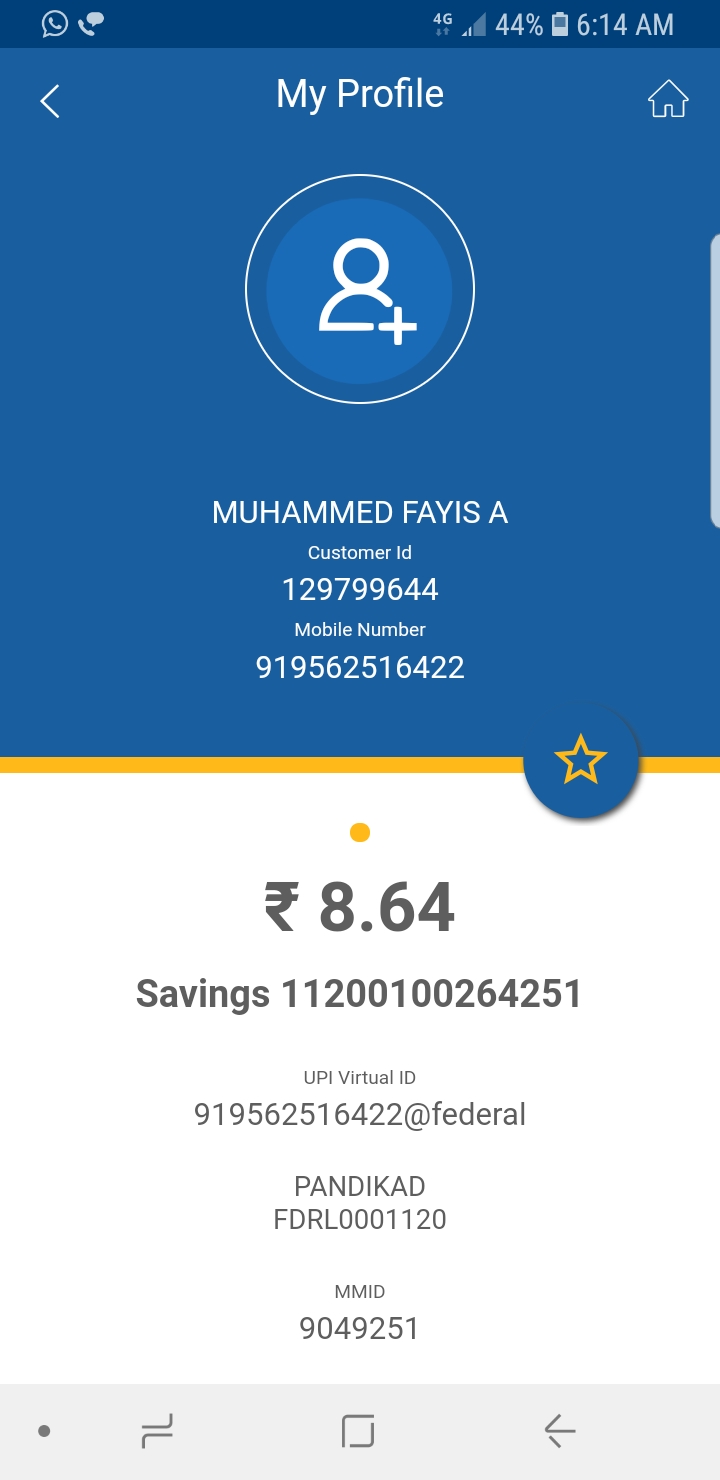 4G 44% 6:14 AM
My Profile
MUHAMMED FAYIS A
Customer Id
129799644
Mobile Number
919562516422
₹ 8.64
Savings 11200100264251
UPI Virtual ID
919562516422@federal
PANDIKAD
FDRL0001120
MMID
9049251